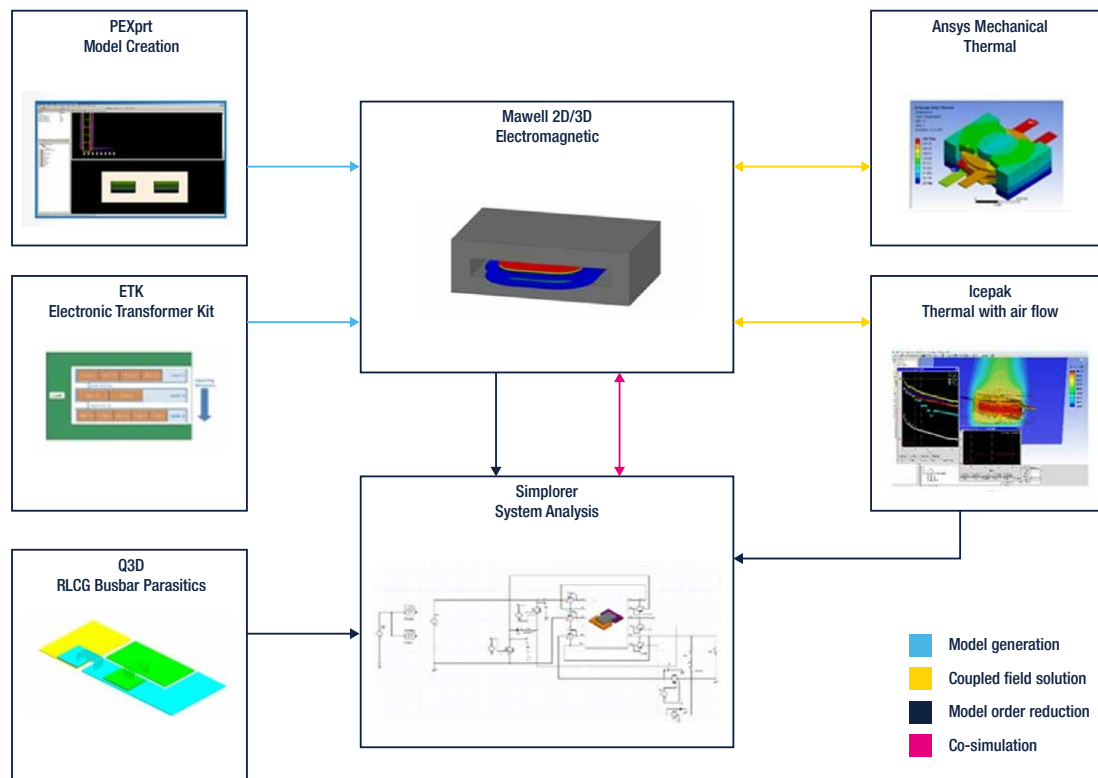 PEXprt
Model Creation
Ansys Mechanical
Thermal
Mawell 2D/3D
Electromagnetic
ETK
Electronic Transformer Kit
Icepak
Thermal with air flow
Simplorer
System Analysis
Q3D
RLCG Busbar Parasitics
Model generation
Coupled field solution
Model order reduction
Co-simulation